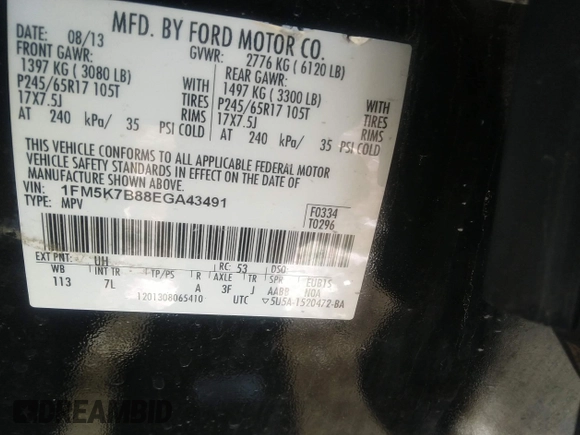 MFD. BY FORD MOTOR CO.
DATE: 08/13 GVWR: 2776 KG ( 6120 LB)
FRONT GAWR: REAR GAWR:
1397 KG ( 3080 LB) 1497 KG ( 3300 LB)
P245/65R17 105T TIRES P245/65R17 105T TIRES
17X7.5J RIMS 17X7.5J RIMS
AT 240 kPa/ 35 PSI COLD AT 240 kPa/ 35 PSI COLD
THIS VEHICLE CONFORMS TO ALL APPLICABLE FEDERAL MOTOR
VEHICLE SAFETY STANDARDS IN EFFECT ON THE DATE OF
MANUFACTURE SHOWN ABOVE.
VIN: 1FM5K7B88EGA43491
TYPE: MPV
F0334
T0296
EXT PNT: UH RC: 53 DSO:
WB INT TR TP/PS R AXLE TR SPR EUB15
113 7L A 3F J AABB NOA
1201308065410 UTC ▽5U5A-1520472-BA
DREAMBID